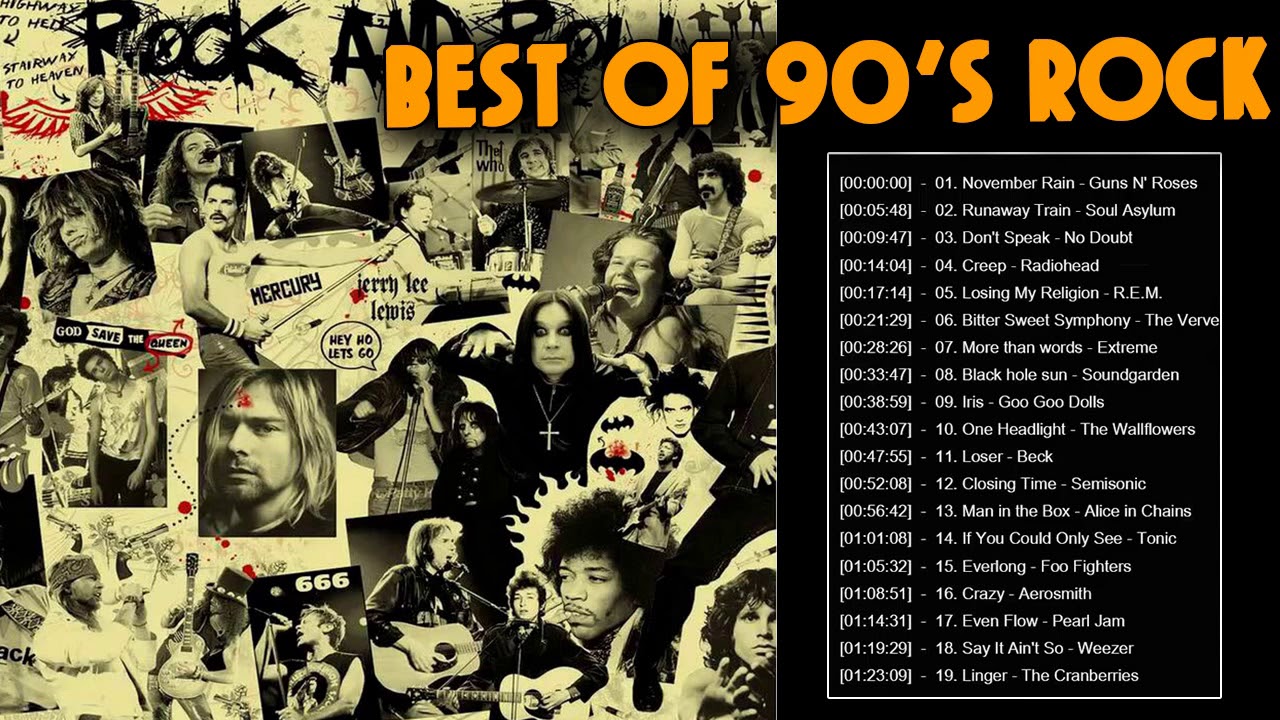 HIGHWAY
TO HELL
STAIRWAY
TO HEAVEN
ROCK AND ROLL
BEST OF 90'S ROCK
The
who
MERCURY
jerry lee
lewis
GOD SAVE THE QUEEN
HEY HO
LETS GO
666
[00:00:00] - 01. November Rain - Guns N' Roses
[00:05:48] - 02. Runaway Train - Soul Asylum
[00:09:47] - 03. Don't Speak - No Doubt
[00:14:04] - 04. Creep - Radiohead
[00:17:14] - 05. Losing My Religion - R.E.M.
[00:21:29] - 06. Bitter Sweet Symphony - The Verve
[00:28:26] - 07. More than words - Extreme
[00:33:47] - 08. Black hole sun - Soundgarden
[00:38:59] - 09. Iris - Goo Goo Dolls
[00:43:07] - 10. One Headlight - The Wallflowers
[00:47:55] - 11. Loser - Beck
[00:52:08] - 12. Closing Time - Semisonic
[00:56:42] - 13. Man in the Box - Alice in Chains
[01:01:08] - 14. If You Could Only See - Tonic
[01:05:32] - 15. Everlong - Foo Fighters
[01:08:51] - 16. Crazy - Aerosmith
[01:14:31] - 17. Even Flow - Pearl Jam
[01:19:29] - 18. Say It Ain't So - Weezer
[01:23:09] - 19. Linger - The Cranberries